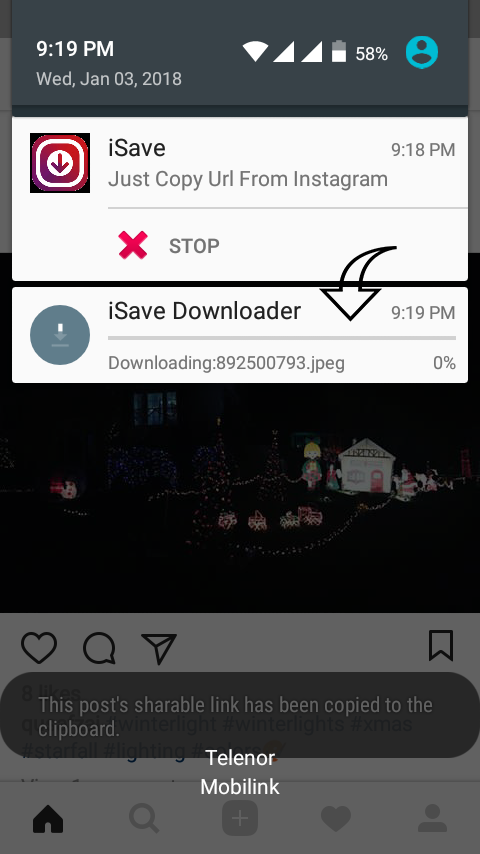 9:19 PM
58%
Wed, Jan 03, 2018
iSave
9:18 PM
Just Copy Url From Instagram
STOP
iSave Downloader
9:19 PM
Downloading:892500793.jpeg
0%
8 likes
This post's sharable link has been copied to the
clipboard.
#winterlight #winterlights #xmas
#starfall #lighting
Telenor
Mobilink